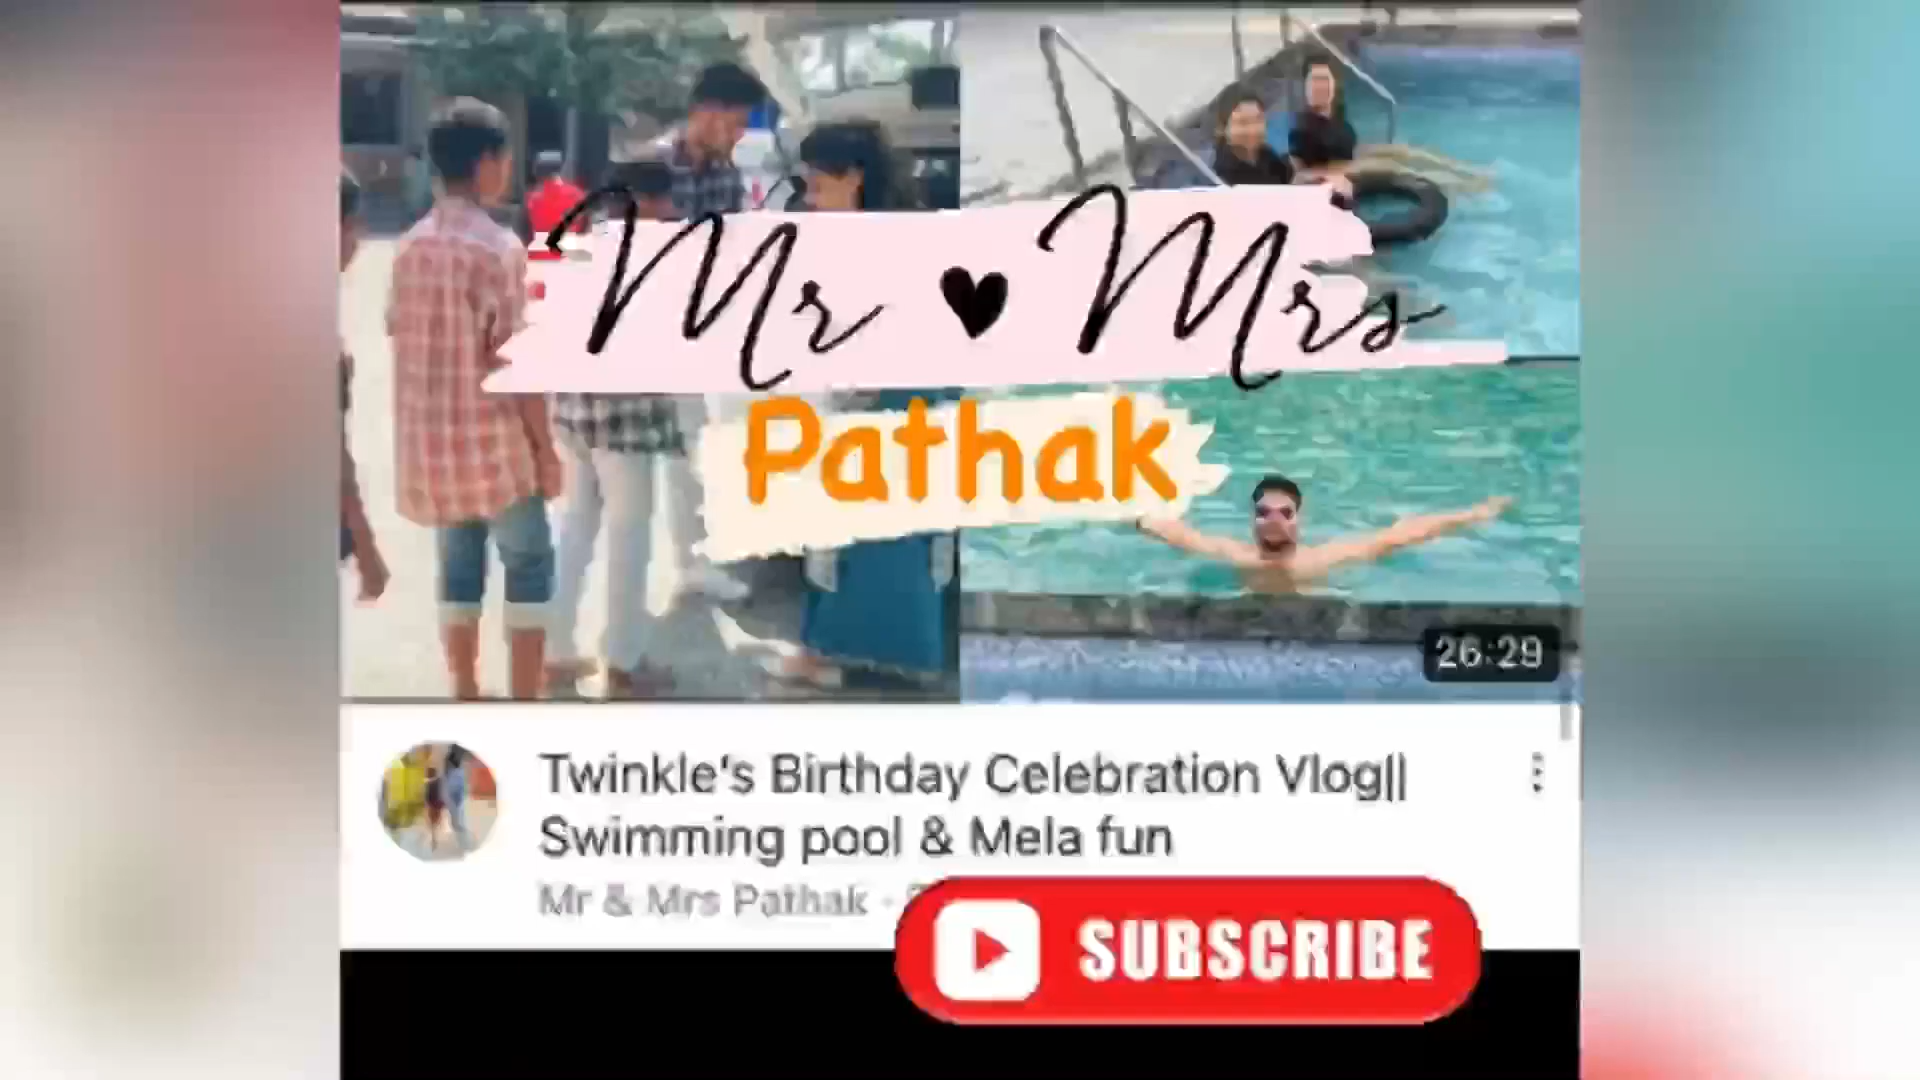 Mr ♥ Mrs
Pathak
26:29
Twinkle's Birthday Celebration Vlog||
Swimming pool & Mela fun
Mr & Mrs Pathak ·
SUBSCRIBE